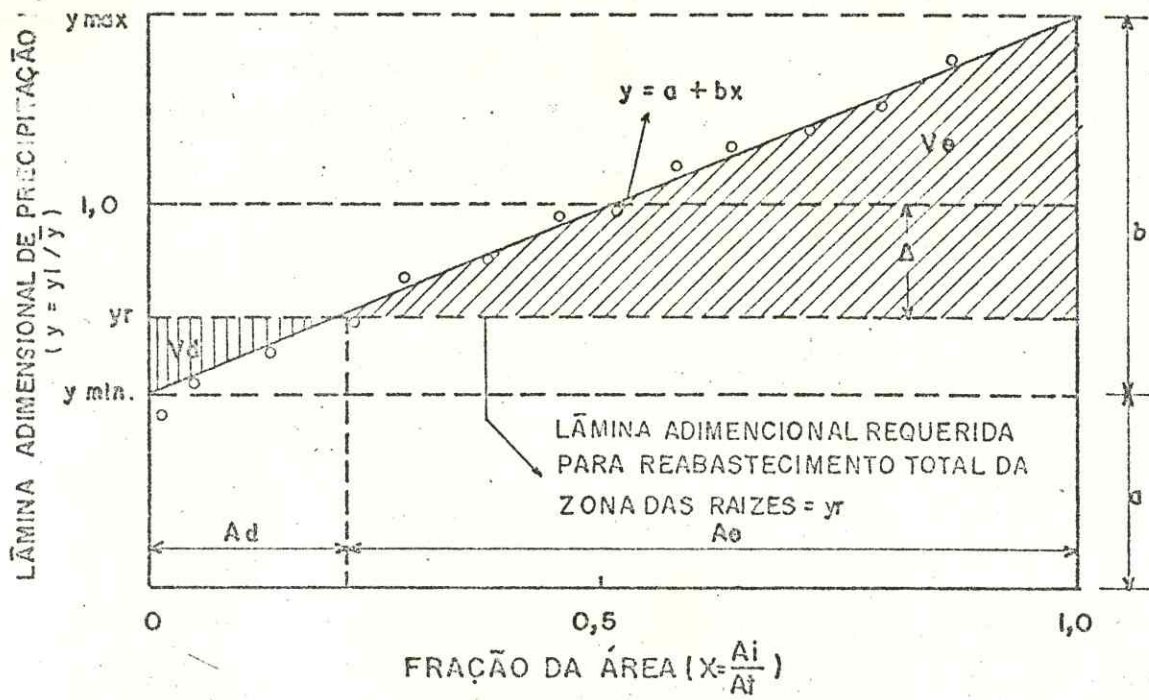 LÂMINA ADIMENSIONAL DE PRECIPITAÇÃO
(y = yi / ȳ)
y max
1,0
yr
y min.
y = a + bx
Ve
Vd
Δ
b
a
LÂMINA ADIMENCIONAL REQUERIDA
PARA REABASTECIMENTO TOTAL DA
ZONA DAS RAIZES = yr
Ad
Ae
0
0,5
1,0
FRAÇÃO DA ÁREA (X=Ai/At)